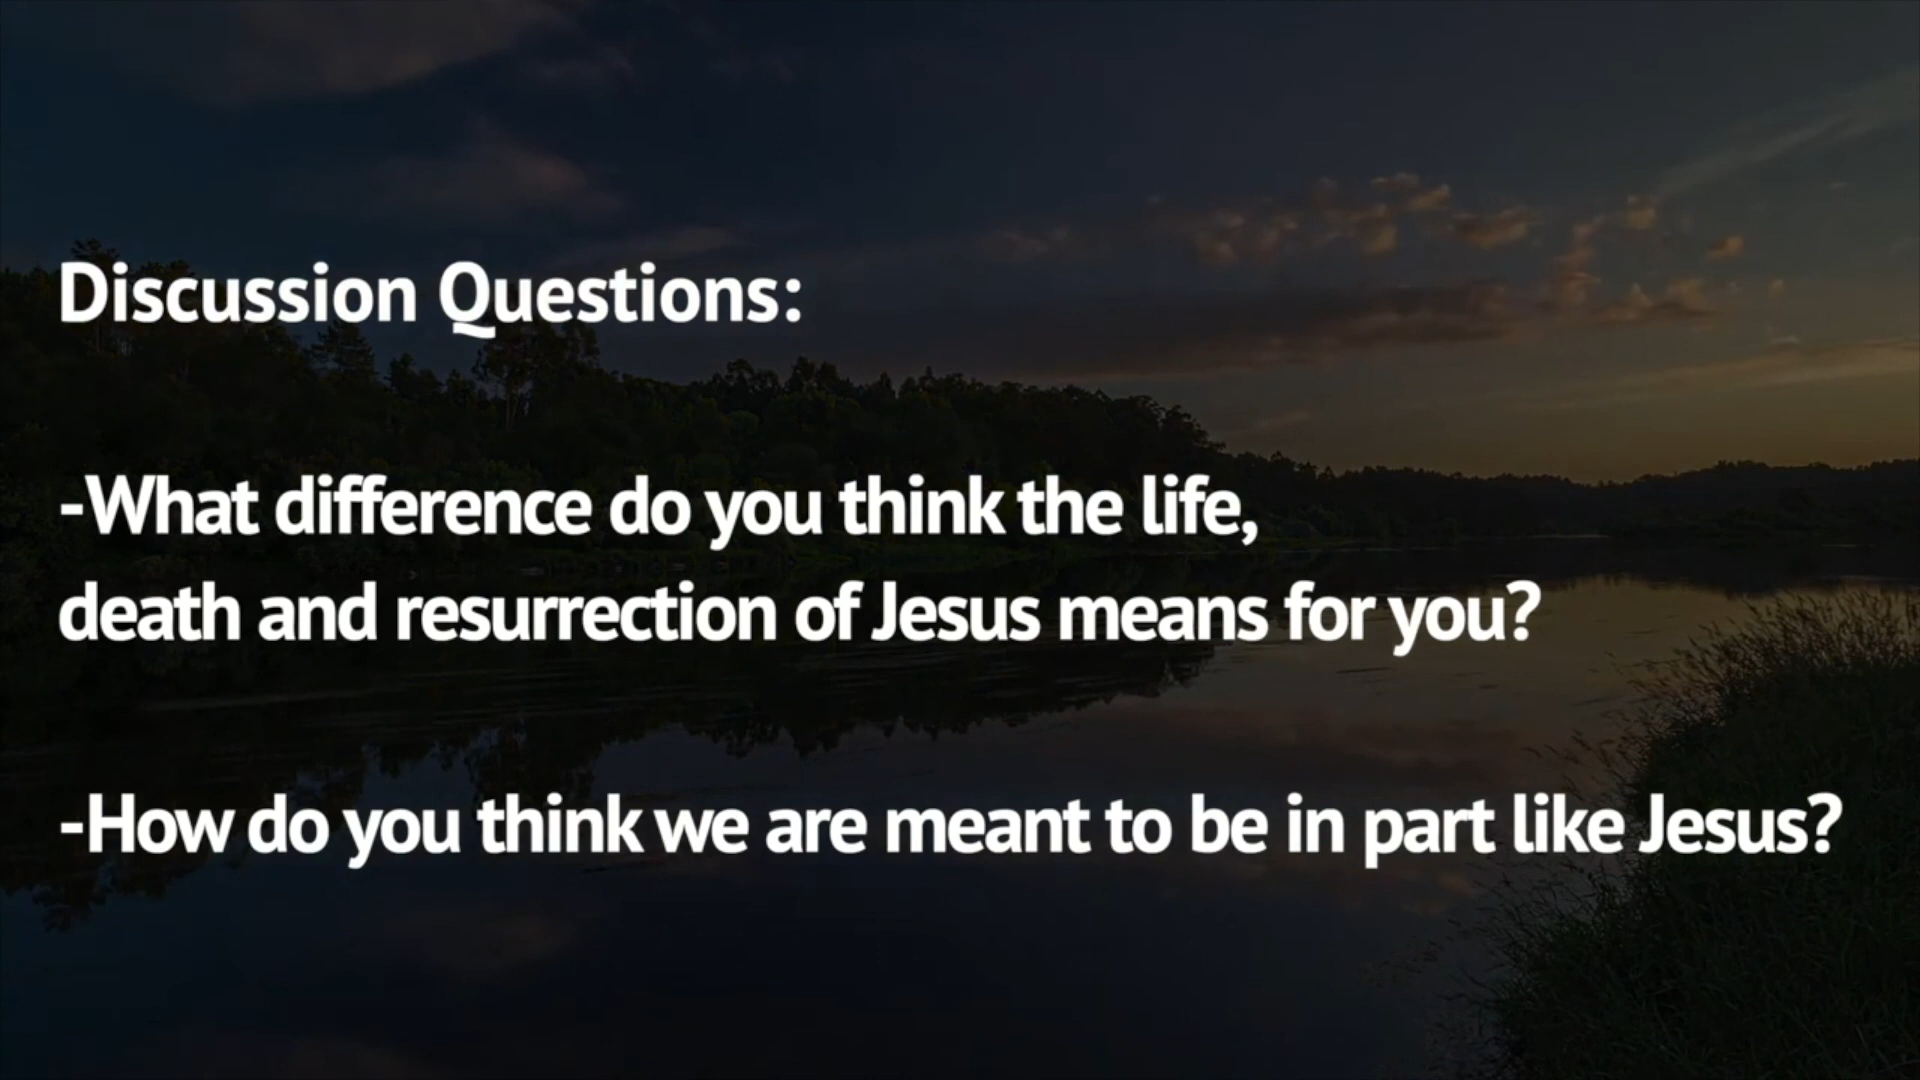 Discussion Questions:
-What difference do you think the life,
death and resurrection of Jesus means for you?
-How do you think we are meant to be in part like Jesus?